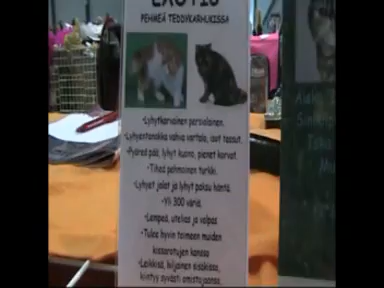 EXOTIC
PEHMEÄ TEDDYKARHUKISSA
•Lyhytkarvainen persialainen.
•Lyhyentanakka vahva vartalo, isot tassut.
•Pyöreä pää, lyhyt kuono, pienet korvat.
•Tiheä pehmoinen turkki.
•Lyhyet jalat ja lyhyt paksu häntä.
•Yli 300 väriä.
•Lempeä, utelias ja valpas
•Tulee hyvin toimeen muiden
kissarotujen kanssa
•Leikkisä, hiljainen sisäkissa,
kiintyy syvästi omistajaansa